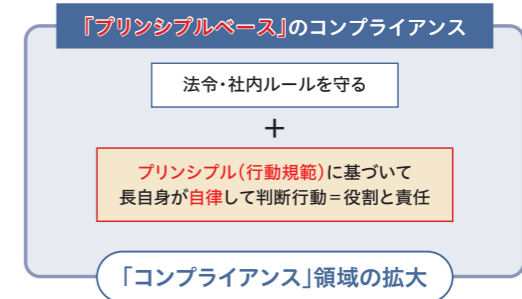 「プリンシプルベース」のコンプライアンス
法令・社内ルールを守る
＋
プリンシプル（行動規範）に基づいて
長自身が自律して判断行動＝役割と責任
「コンプライアンス」領域の拡大